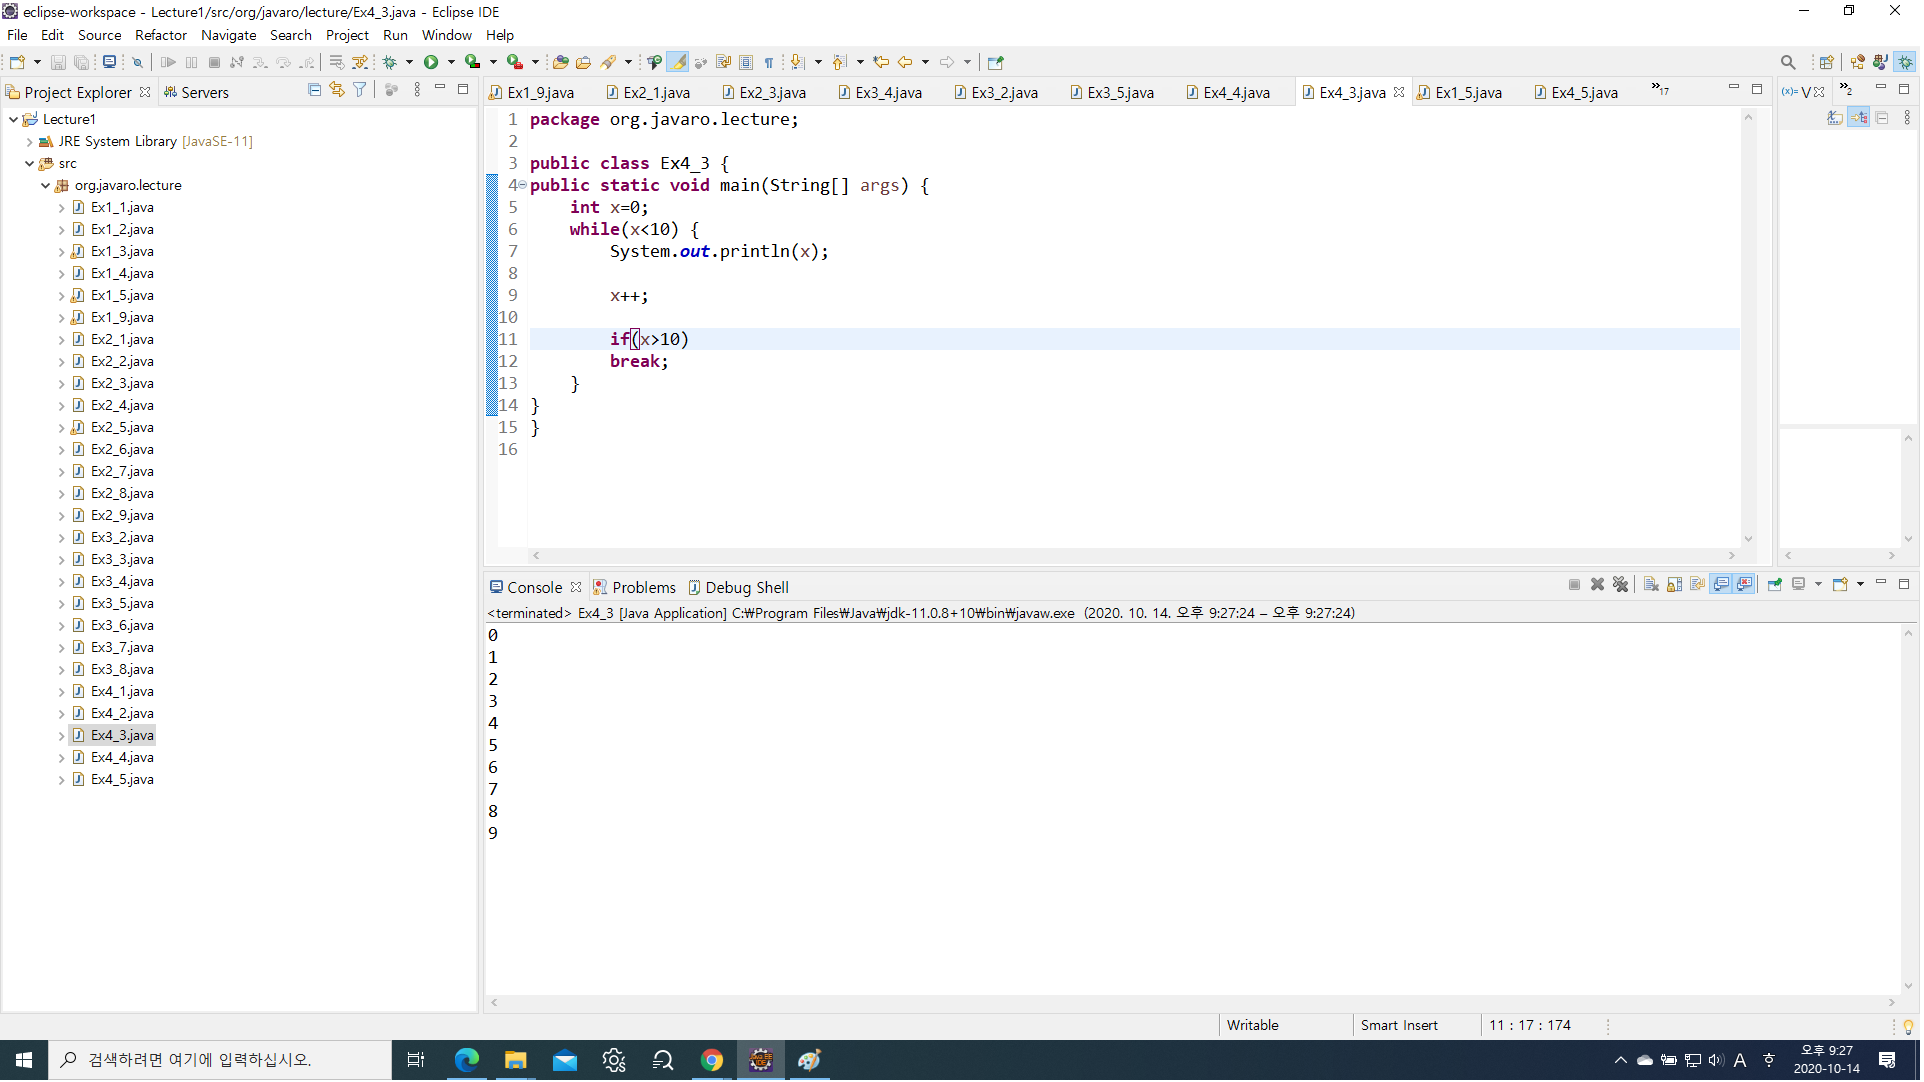 eclipse-workspace - Lecture1/src/org/javaro/lecture/Ex4_3.java - Eclipse IDE
File Edit Source Refactor Navigate Search Project Run Window Help
Project Explorer Servers
Ex1_9.java Ex2_1.java Ex2_3.java Ex3_4.java Ex3_2.java Ex3_5.java Ex4_4.java Ex4_3.java Ex1_5.java Ex4_5.java »17
(x)= V »2
Lecture1
JRE System Library [JavaSE-11]
src
org.javaro.lecture
Ex1_1.java
Ex1_2.java
Ex1_3.java
Ex1_4.java
Ex1_5.java
Ex1_9.java
Ex2_1.java
Ex2_2.java
Ex2_3.java
Ex2_4.java
Ex2_5.java
Ex2_6.java
Ex2_7.java
Ex2_8.java
Ex2_9.java
Ex3_2.java
Ex3_3.java
Ex3_4.java
Ex3_5.java
Ex3_6.java
Ex3_7.java
Ex3_8.java
Ex4_1.java
Ex4_2.java
Ex4_3.java
Ex4_4.java
Ex4_5.java
1 package org.javaro.lecture;
2
3 public class Ex4_3 {
4 public static void main(String[] args) {
5     int x=0;
6     while(x<10) {
7         System.out.println(x);
8
9         x++;
10
11         if(x>10)
12         break;
13     }
14 }
15 }
16
Console Problems Debug Shell
<terminated> Ex4_3 [Java Application] C:₩Program Files₩Java₩jdk-11.0.8+10₩bin₩javaw.exe (2020. 10. 14. 오후 9:27:24 – 오후 9:27:24)
0
1
2
3
4
5
6
7
8
9
Writable Smart Insert 11 : 17 : 174
검색하려면 여기에 입력하십시오.
A 오후 9:27
2020-10-14